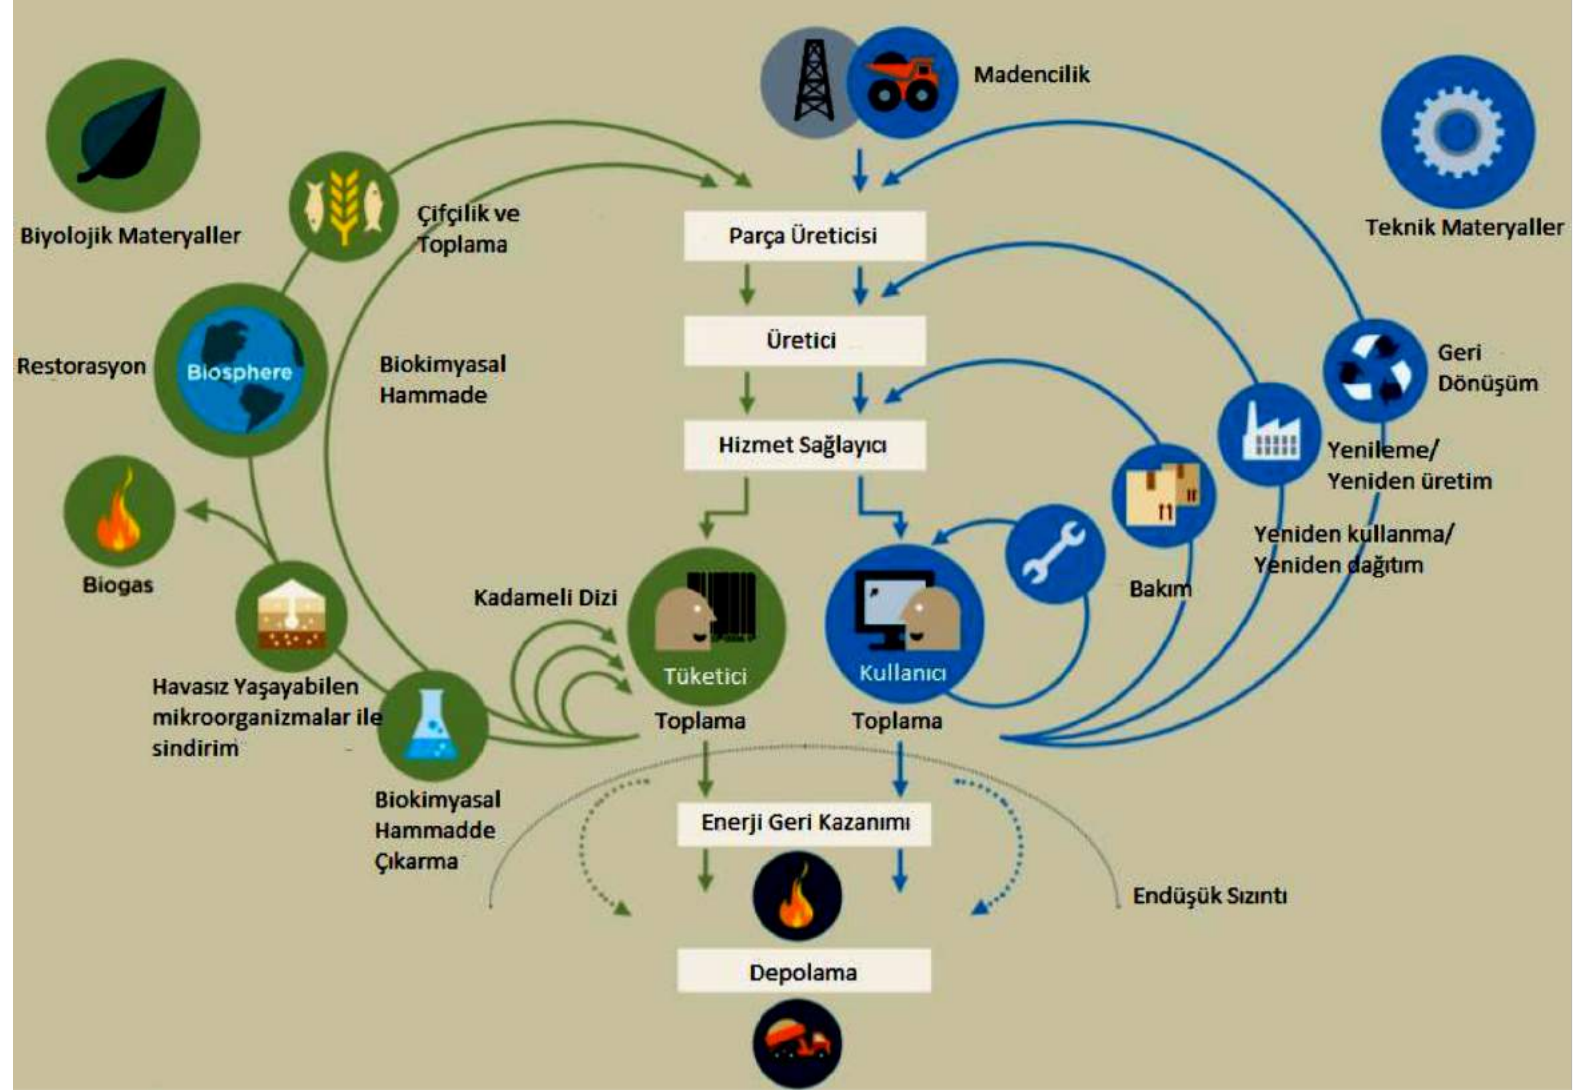 Madencilik
Biyolojik Materyaller
Teknik Materyaller
Çifçilik ve
Toplama
Parça Üreticisi
Üretici
Restorasyon
Biosphere
Biokimyasal
Hammade
Geri
Dönüşüm
Hizmet Sağlayıcı
Yenileme/
Yeniden üretim
Yeniden kullanma/
Yeniden dağıtım
Biogas
Bakım
Kadameli Dizi
Tüketici
Kullanıcı
Havasız Yaşayabilen
mikroorganizmalar ile
sindirim
Toplama
Toplama
Biokimyasal
Hammadde
Çıkarma
Enerji Geri Kazanımı
Endüşük Sızıntı
Depolama